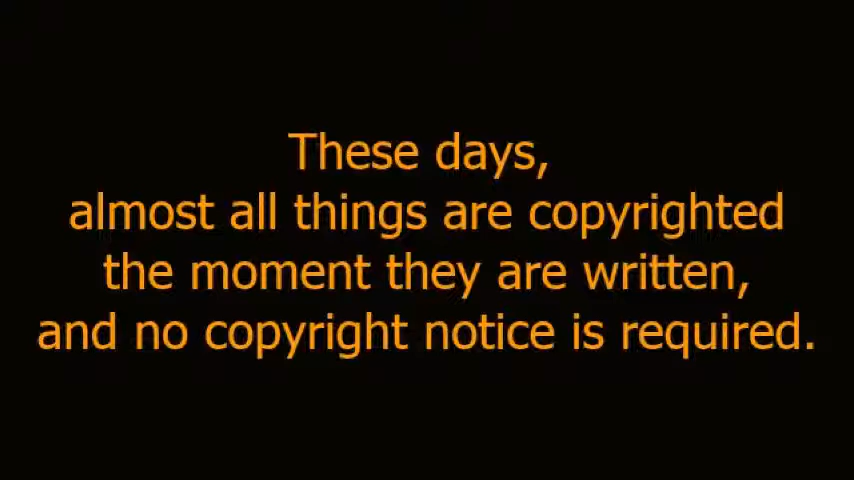 These days,
almost all things are copyrighted
the moment they are written,
and no copyright notice is required.